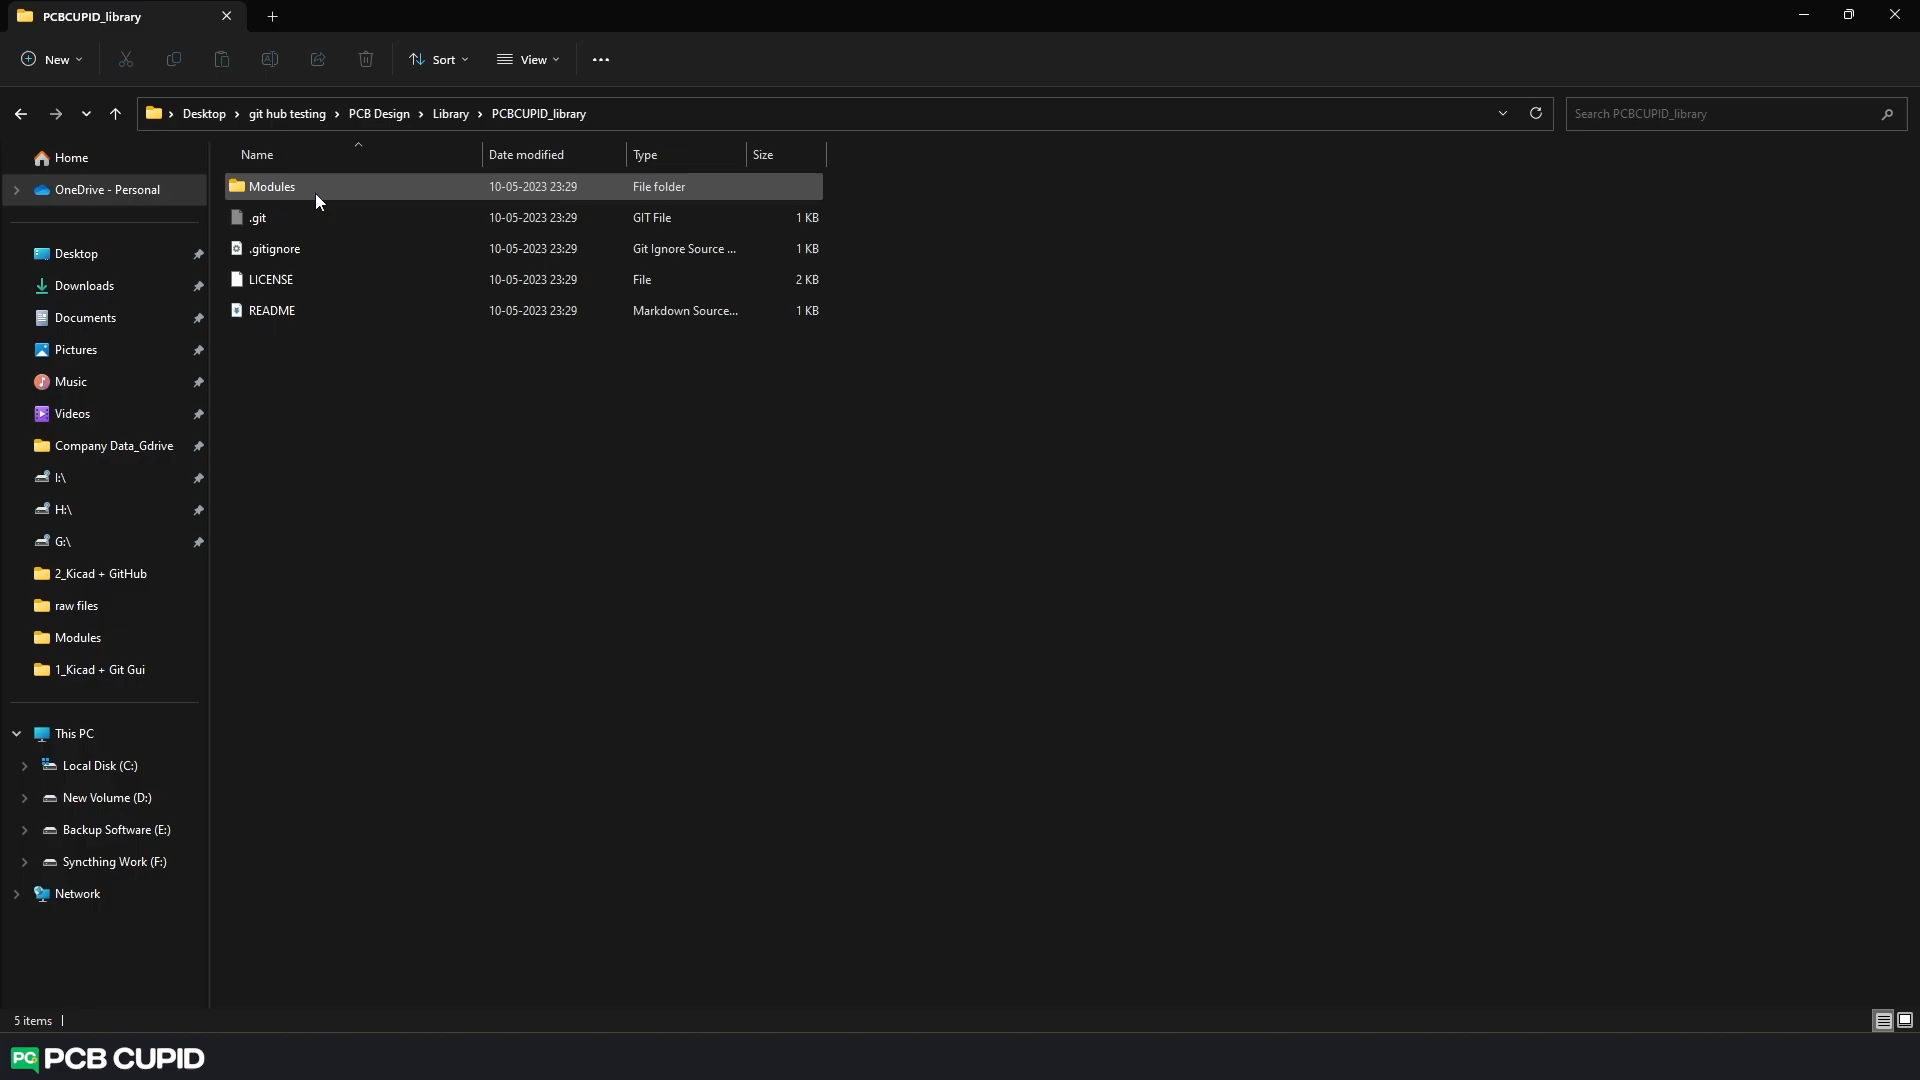 PCBCUPID_library
New
Sort
View
Desktop
git hub testing
PCB Design
Library
PCBCUPID_library
Search PCBCUPID_library
Name Date modified Type Size
Modules 10-05-2023 23:29 File folder
.git 10-05-2023 23:29 GIT File 1 KB
.gitignore 10-05-2023 23:29 Git Ignore Source ... 1 KB
LICENSE 10-05-2023 23:29 File 2 KB
README 10-05-2023 23:29 Markdown Source... 1 KB
Home
OneDrive - Personal
Desktop
Downloads
Documents
Pictures
Music
Videos
Company Data_Gdrive
I:\
H:\
G:\
2_Kicad + GitHub
raw files
Modules
1_Kicad + Git Gui
This PC
Local Disk (C:)
New Volume (D:)
Backup Software (E:)
Syncthing Work (F:)
Network
5 items
PC PCB CUPID